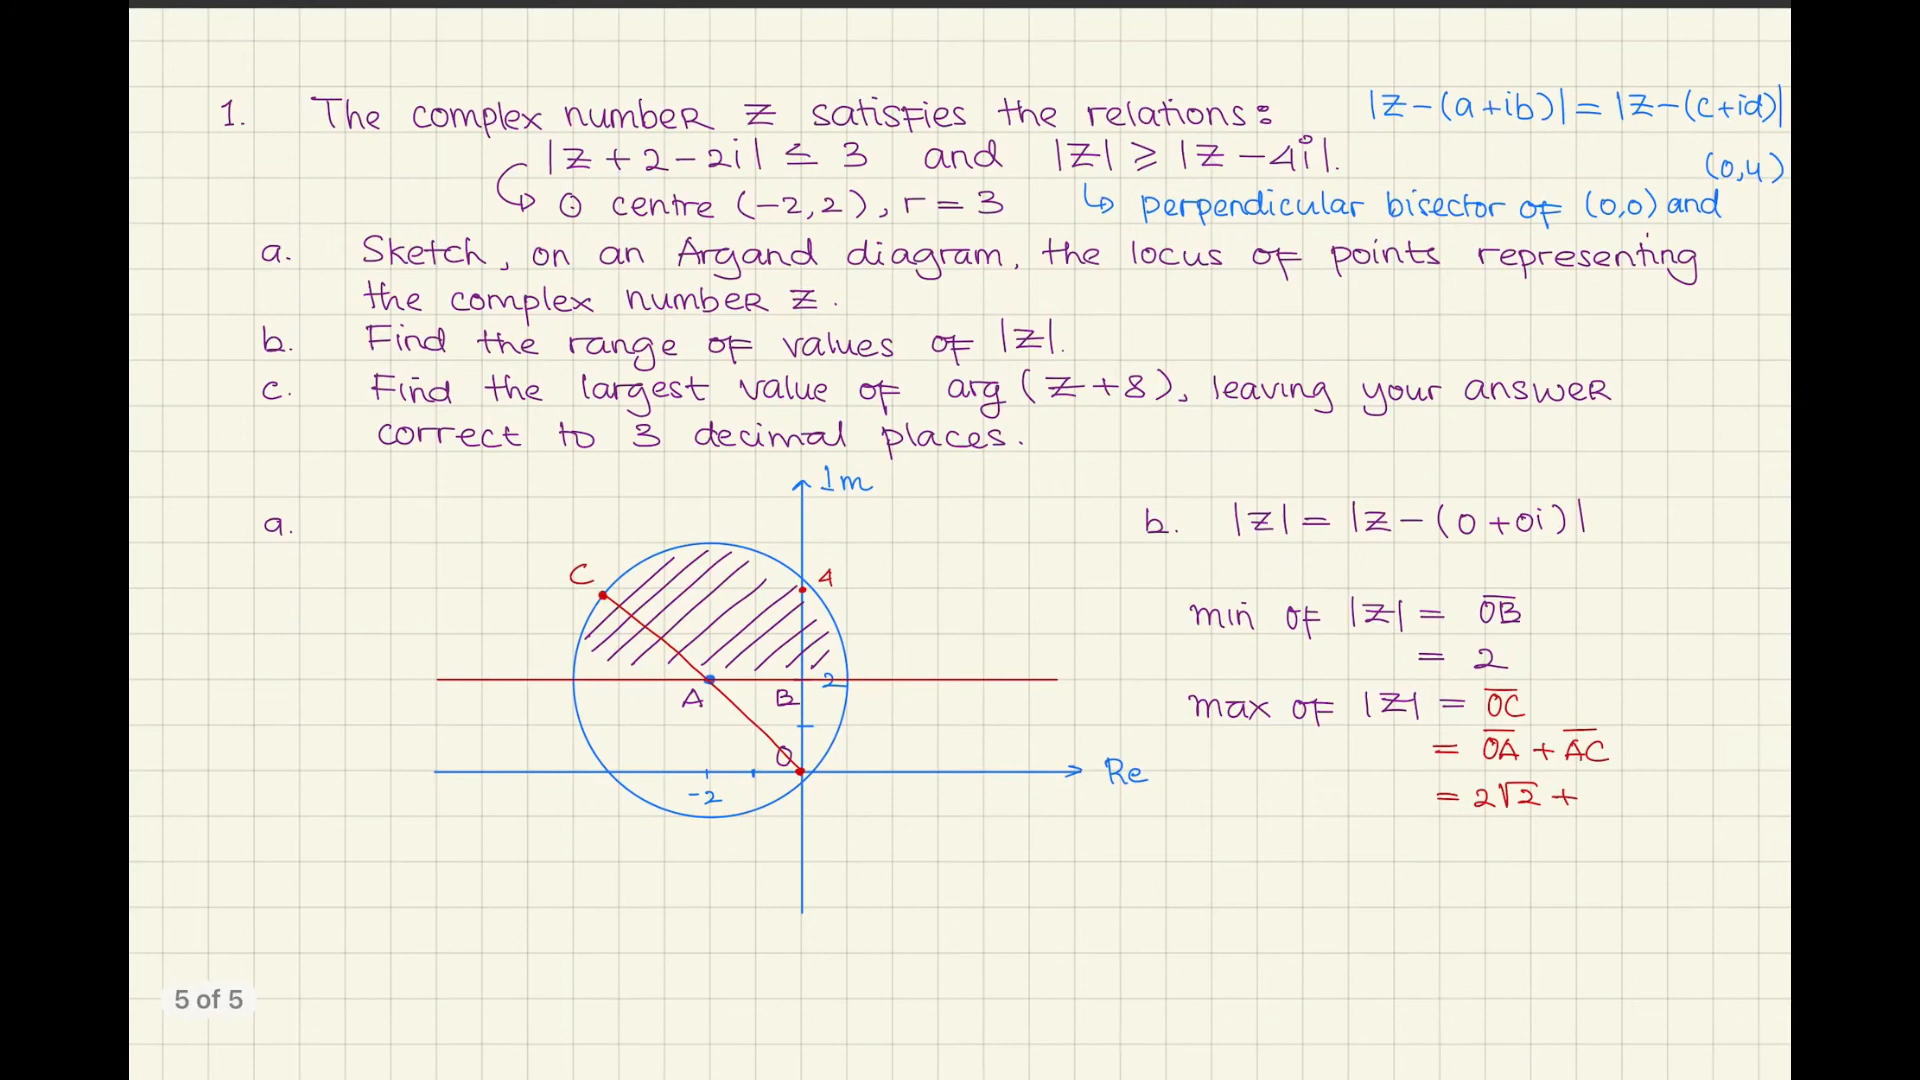 1. The complex number z satisfies the relations: |z-(a+ib)| = |z-(c+id)|
|z+2-2i| ≤ 3 and |z| ≥ |z-4i|. (0,4)
↳ ⊙ centre (-2,2), r = 3 ↳ perpendicular bisector of (0,0) and
a. Sketch, on an Argand diagram, the locus of points representing
the complex number z.
b. Find the range of values of |z|.
c. Find the largest value of arg(z+8), leaving your answer
correct to 3 decimal places.
Im
a.
C
4
A
B
2
O
-2
Re
b. |z| = |z-(0+0i)|
min of |z| = OB̅
= 2
max of |z| = O̅C̅
= O̅A̅ + A̅C̅
= 2√2 +
5 of 5